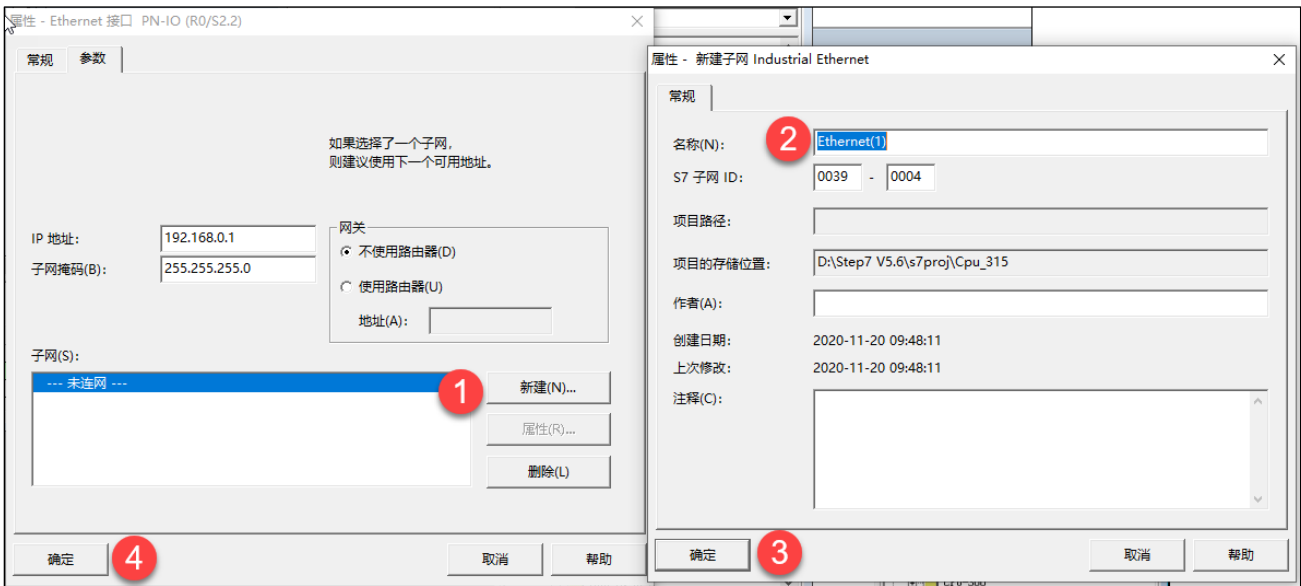 属性 - Ethernet 接口 PN-IO (R0/S2.2)
常规 参数
如果选择了一个子网,
则建议使用下一个可用地址。
IP 地址: 192.168.0.1
子网掩码(B): 255.255.255.0
网关
不使用路由器(D)
使用路由器(U)
地址(A):
子网(S):
--- 未连网 ---
1
新建(N)...
属性(R)...
删除(L)
确定
4
取消
帮助
属性 - 新建子网 Industrial Ethernet
常规
名称(N): 2 Ethernet(1)
S7 子网 ID: 0039 - 0004
项目路径:
项目的存储位置: D:\Step7 V5.6\s7proj\Cpu_315
作者(A):
创建日期: 2020-11-20 09:48:11
上次修改: 2020-11-20 09:48:11
注释(C):
确定
3
取消
帮助